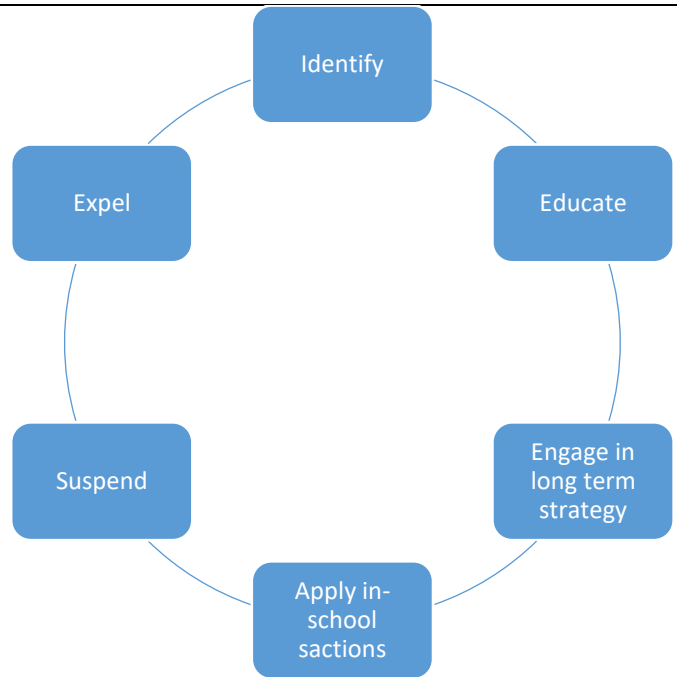 Identify
Educate
Engage in
long term
strategy
Apply in-
school
sactions
Suspend
Expel